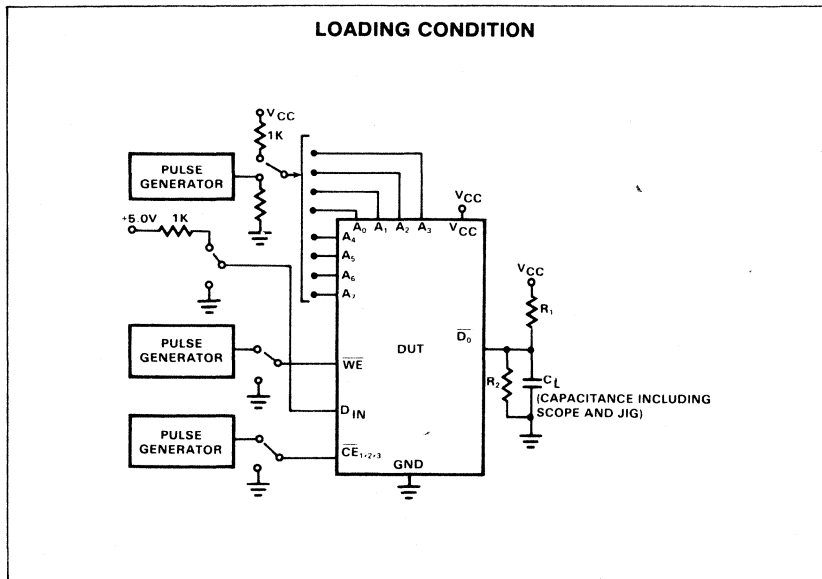 LOADING CONDITION
VCC
1K
PULSE
GENERATOR
+5.0V
1K
VCC
A0 A1 A2 A3 VCC
A4
A5
A6
A7
VCC
R1
D0
DUT
PULSE
GENERATOR
WE
R2
CL
(CAPACITANCE INCLUDING
SCOPE AND JIG)
DIN
PULSE
GENERATOR
CE1,2,3
GND